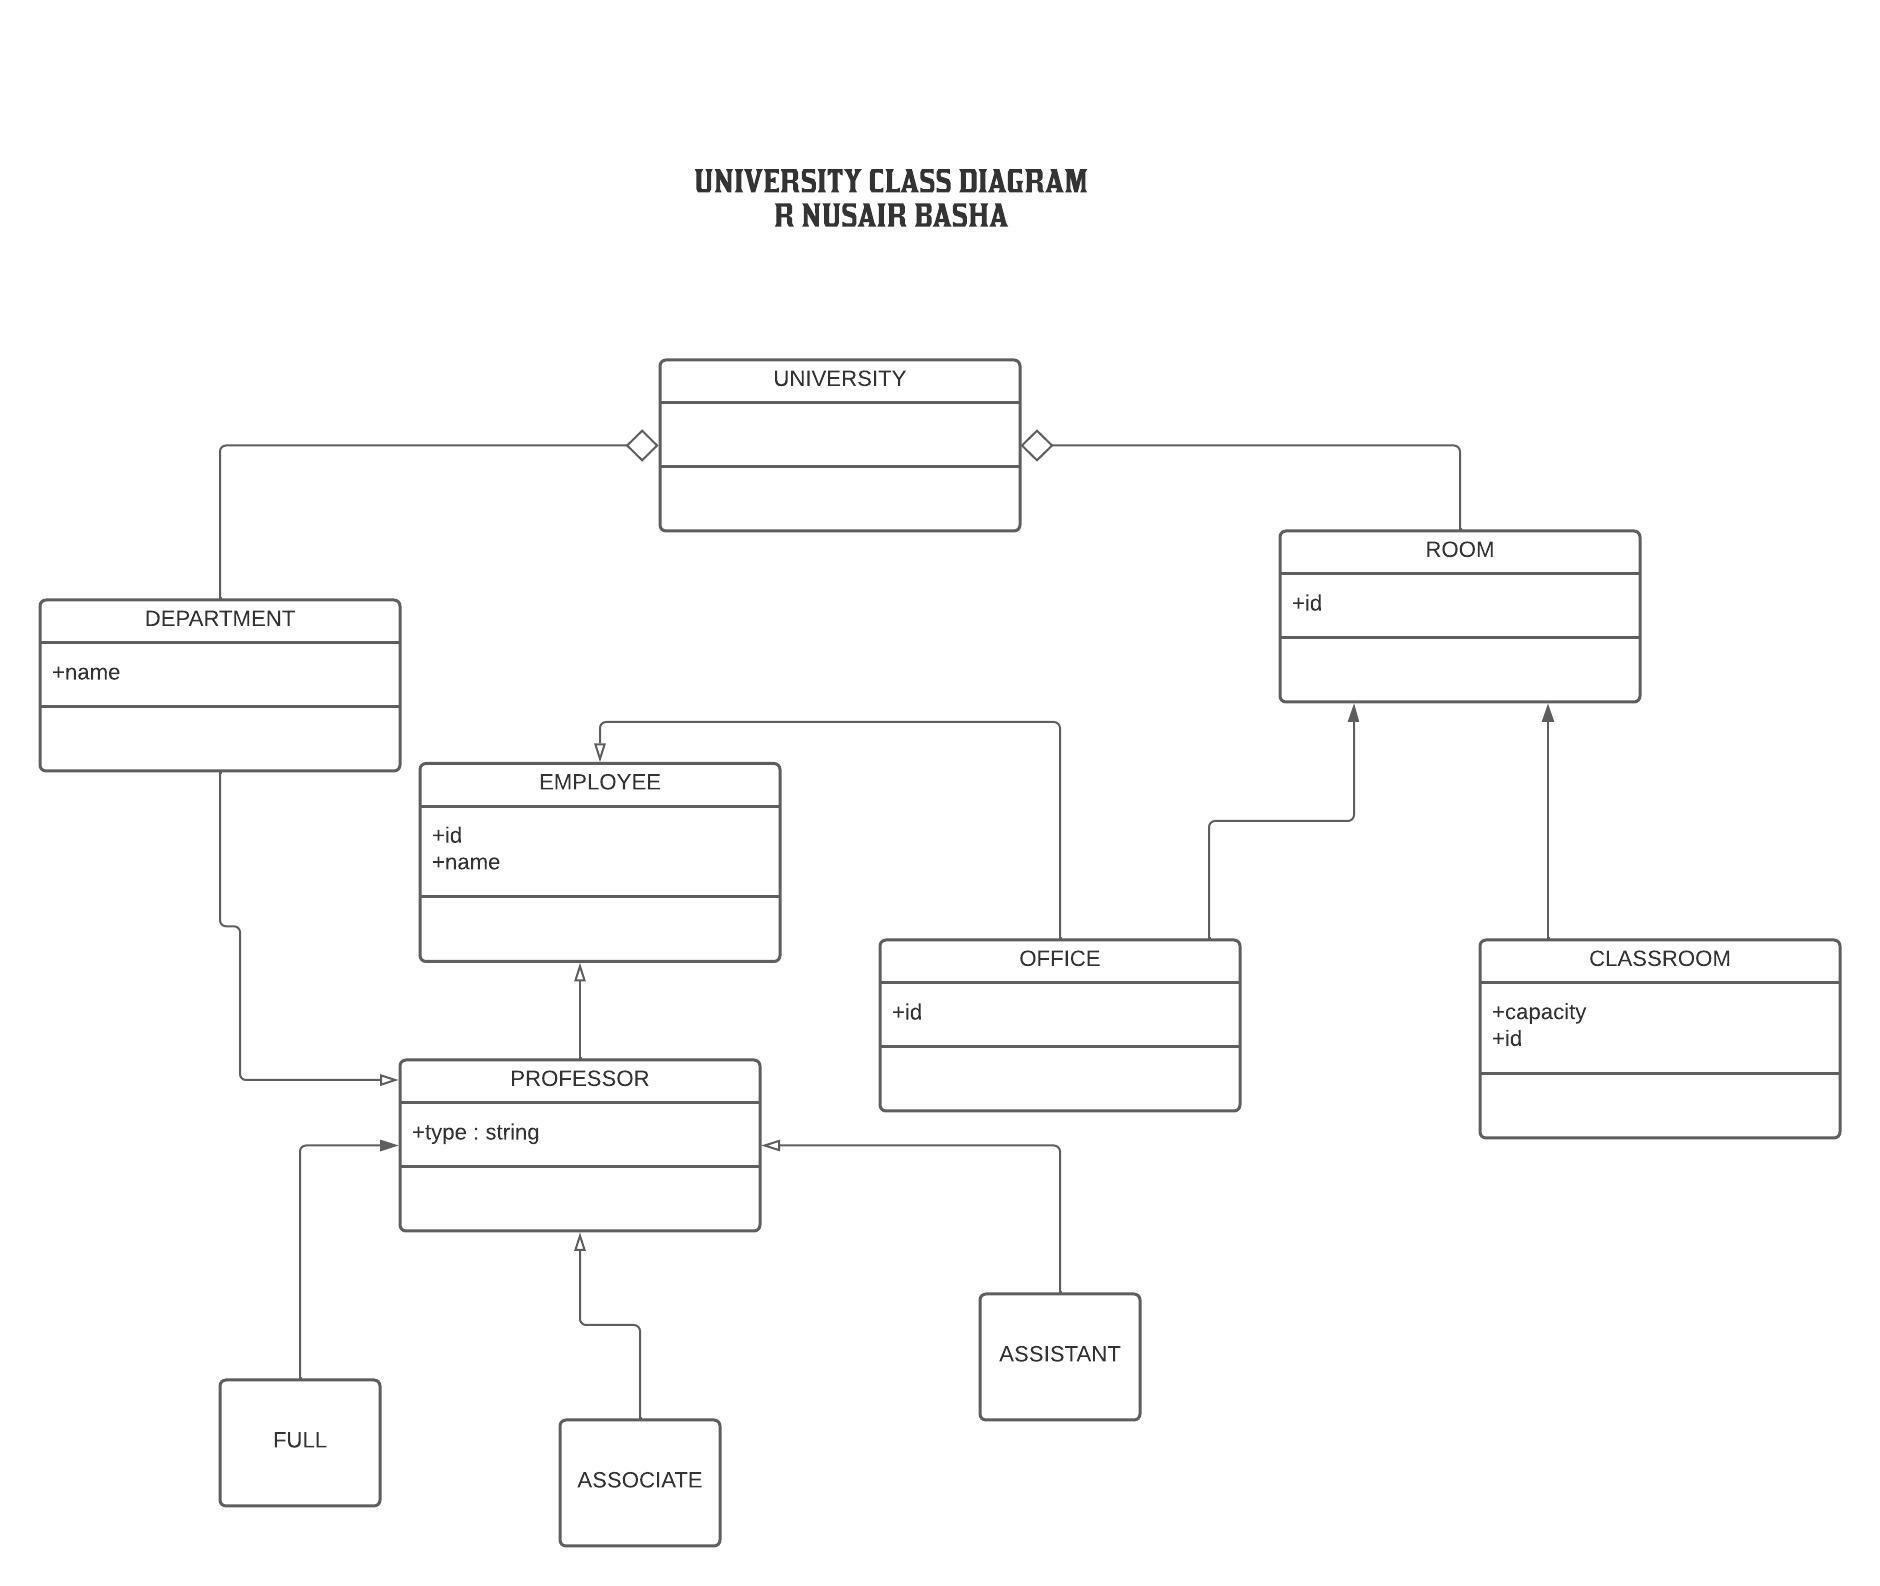 UNIVERSITY CLASS DIAGRAM
R NUSAIR BASHA
UNIVERSITY
ROOM
+id
DEPARTMENT
+name
EMPLOYEE
+id
+name
OFFICE
+id
CLASSROOM
+capacity
+id
PROFESSOR
+type : string
ASSISTANT
FULL
ASSOCIATE